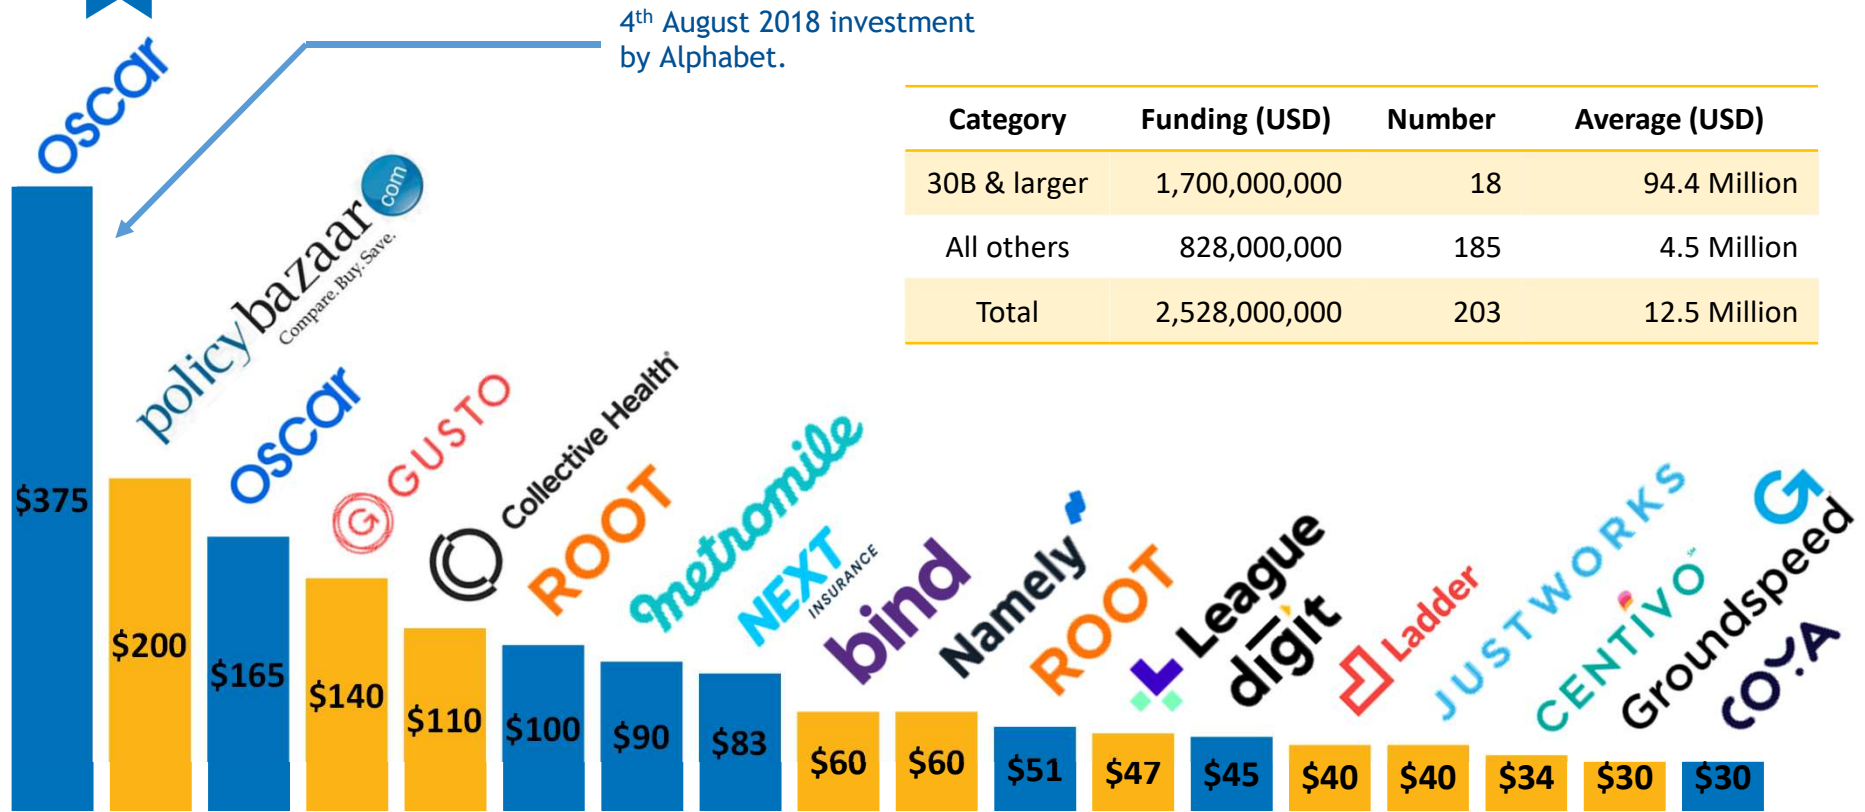 4th August 2018 investment
by Alphabet.
Category Funding (USD) Number Average (USD)
30B & larger 1,700,000,000 18 94.4 Million
All others 828,000,000 185 4.5 Million
Total 2,528,000,000 203 12.5 Million
oscar
policybazaar.com
Compare. Buy. Save.
oscar
GUSTO
Collective Health
ROOT
metromile
NEXT
INSURANCE
bind
Namely
ROOT
League
digit
Ladder
JUSTWORKS
CENTIVO℠
Groundspeed
COYA
$375
$200
$165
$140
$110
$100
$90
$83
$60
$60
$51
$47
$45
$40
$40
$34
$30
$30